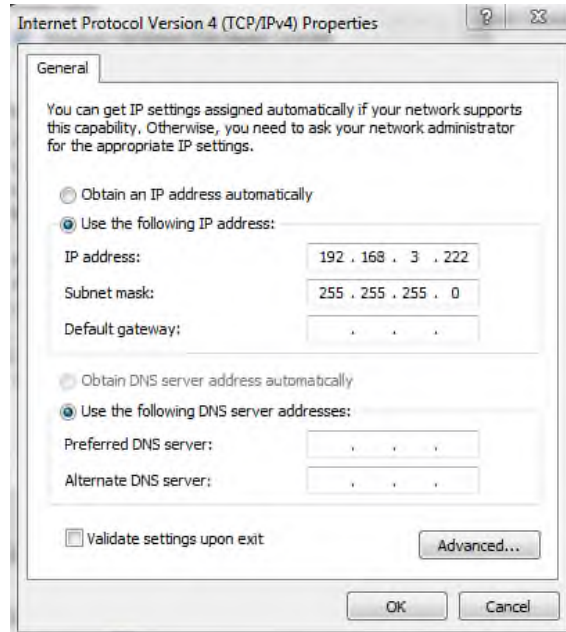 Internet Protocol Version 4 (TCP/IPv4) Properties
General
You can get IP settings assigned automatically if your network supports
this capability. Otherwise, you need to ask your network administrator
for the appropriate IP settings.
Obtain an IP address automatically
Use the following IP address:
IP address: 192 . 168 . 3 . 222
Subnet mask: 255 . 255 . 255 . 0
Default gateway: . . .
Obtain DNS server address automatically
Use the following DNS server addresses:
Preferred DNS server: . . .
Alternate DNS server: . . .
Validate settings upon exit
Advanced...
OK Cancel